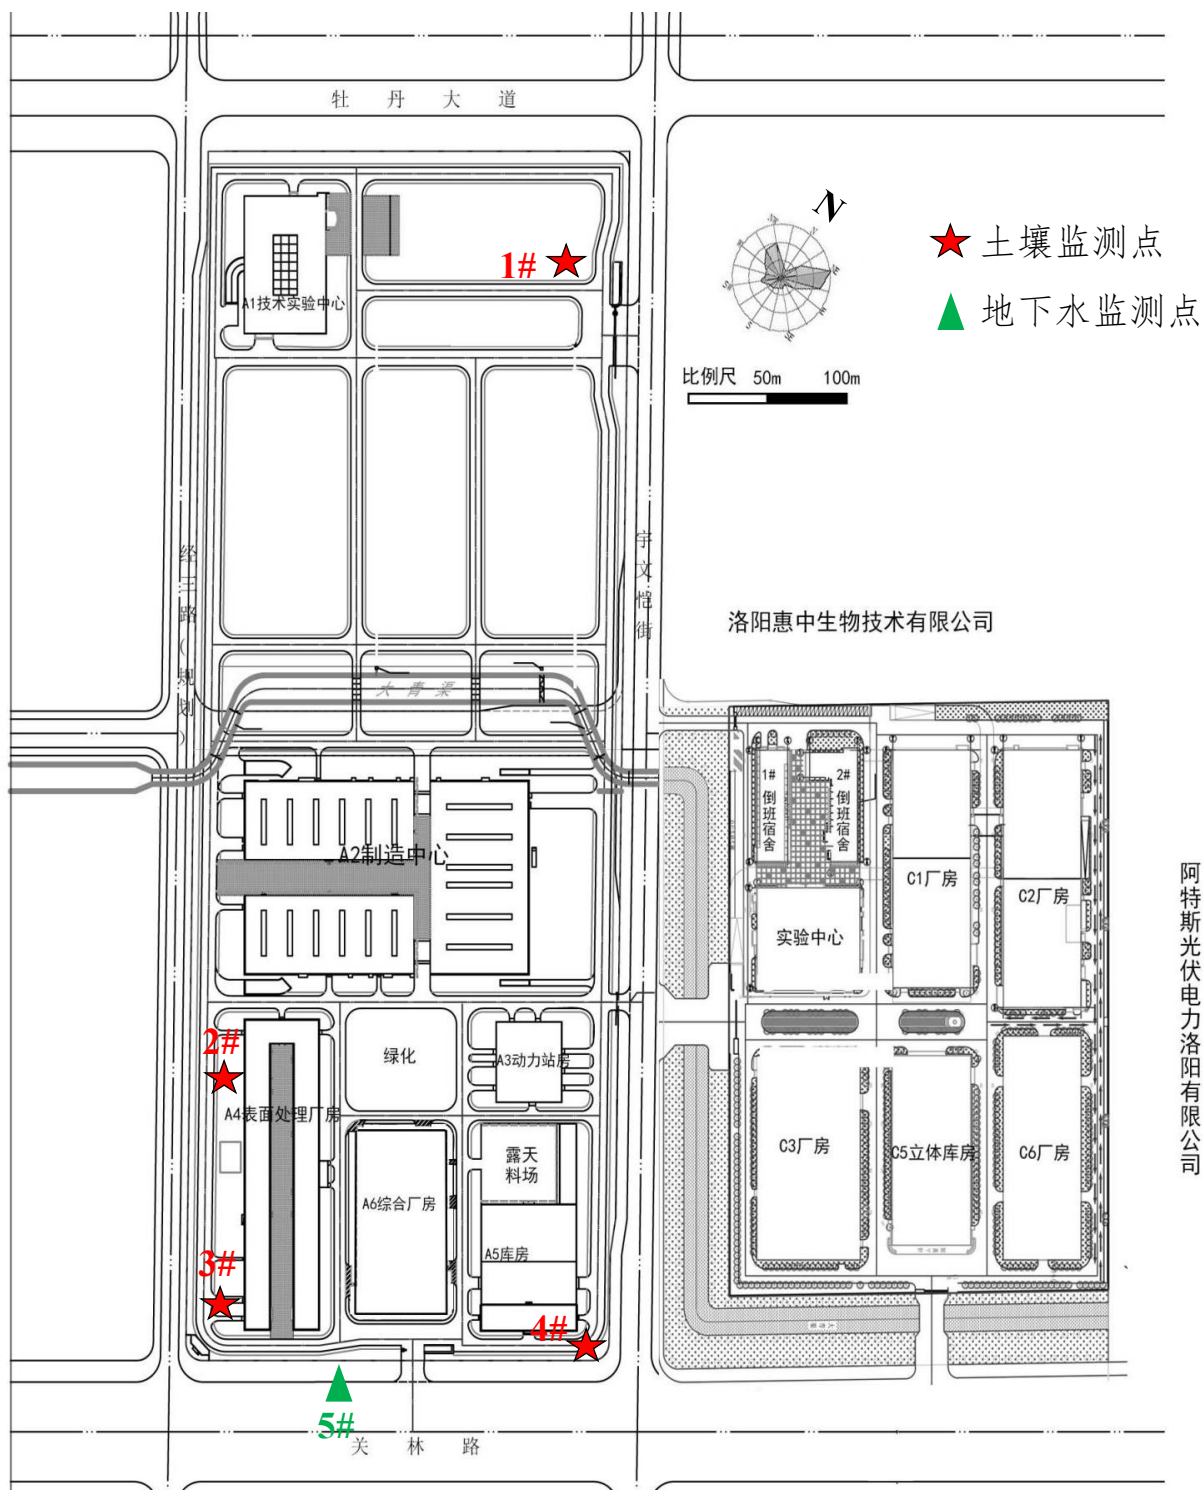 牡丹大道
N
土壤监测点
地下水监测点
1#
A1技术实验中心
比例尺 50m 100m
经三路(规划)
宇文恺街
洛阳惠中生物技术有限公司
大青渠
1#倒班宿舍
2#倒班宿舍
A2制造中心
C1厂房
C2厂房
实验中心
阿特斯光伏电力洛阳有限公司
2#
绿化
A3动力站房
A4表面处理厂房
露天
料场
C3厂房
C5立体库房
C6厂房
A6综合厂房
A5库房
3#
4#
5#
关林路